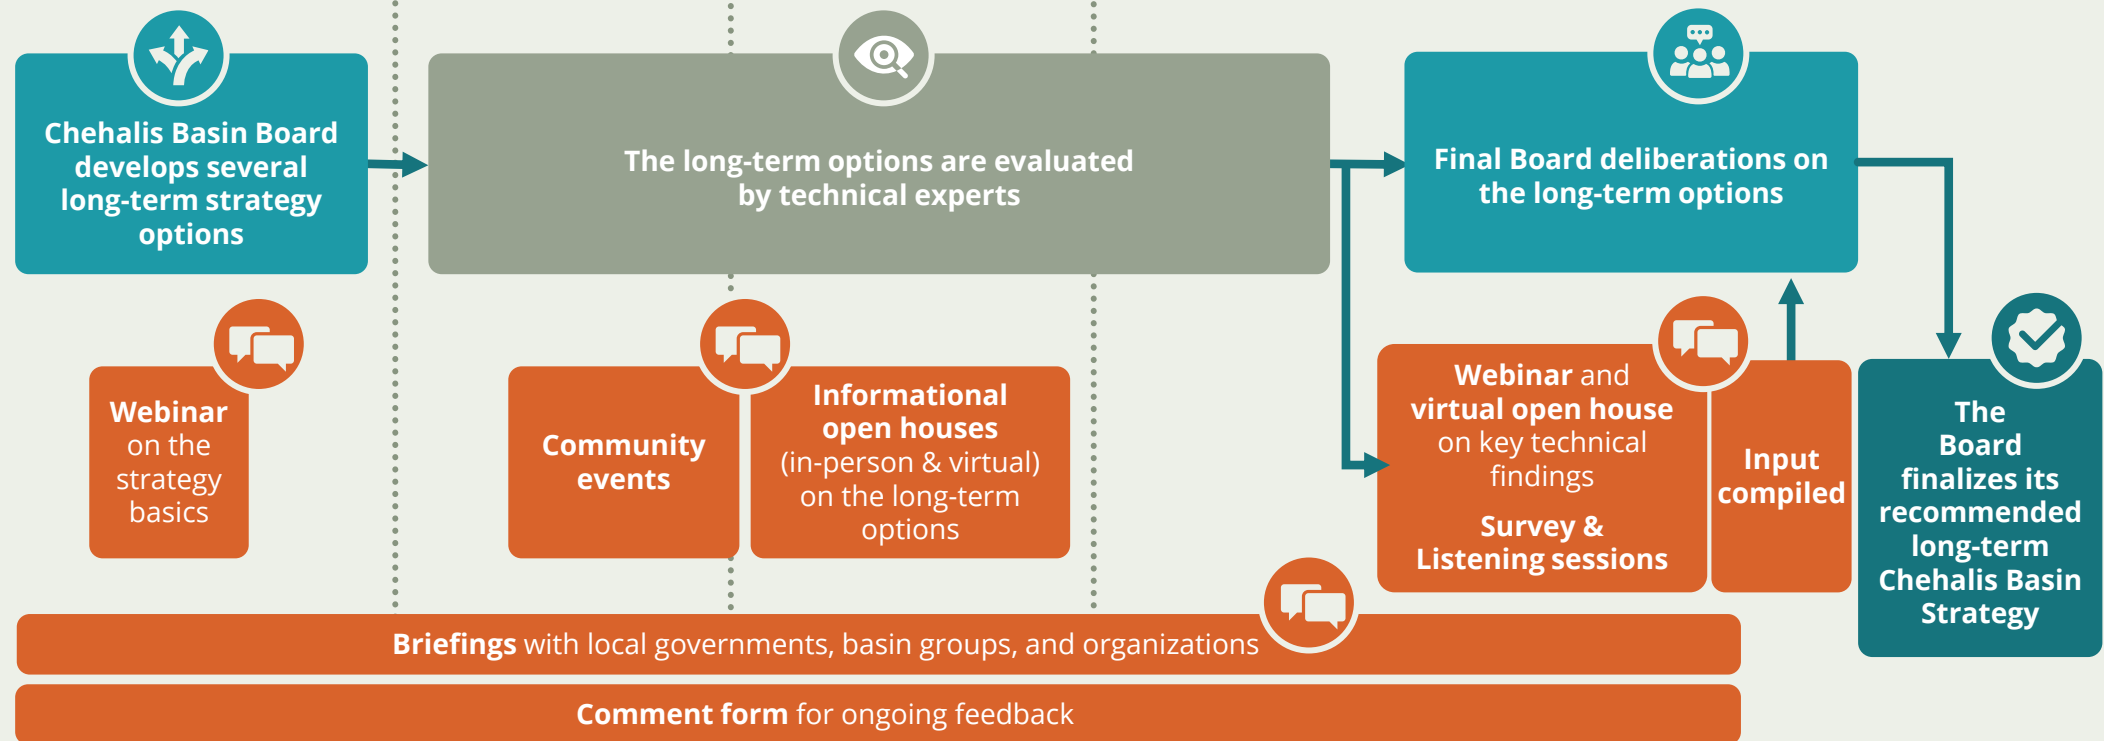 Chehalis Basin Board
develops several
long-term strategy
options
The long-term options are evaluated
by technical experts
Final Board deliberations on
the long-term options
Webinar
on the
strategy
basics
Community
events
Informational
open houses
(in-person & virtual)
on the long-term
options
Webinar and
virtual open house
on key technical
findings
Survey &
Listening sessions
Input
compiled
The
Board
finalizes its
recommended
long-term
Chehalis Basin
Strategy
Briefings with local governments, basin groups, and organizations
Comment form for ongoing feedback